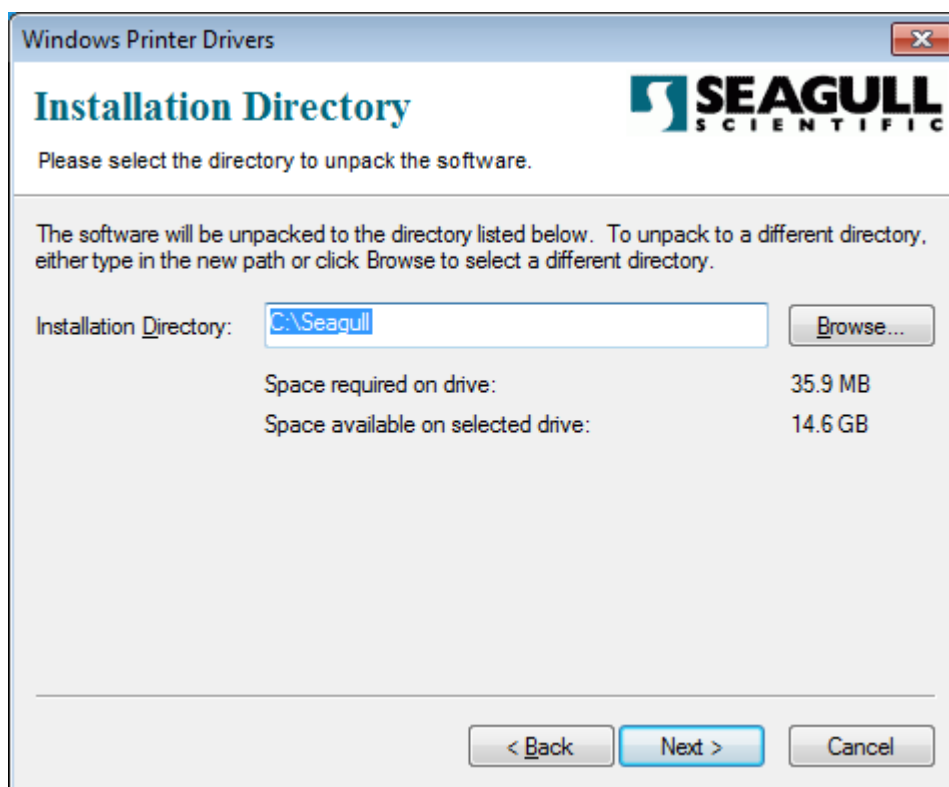 Windows Printer Drivers
Installation Directory
SEAGULL
SCIENTIFIC
Please select the directory to unpack the software.
The software will be unpacked to the directory listed below.  To unpack to a different directory,
either type in the new path or click Browse to select a different directory.
Installation Directory: C:\Seagull Browse...
Space required on drive: 35.9 MB
Space available on selected drive: 14.6 GB
< Back Next > Cancel